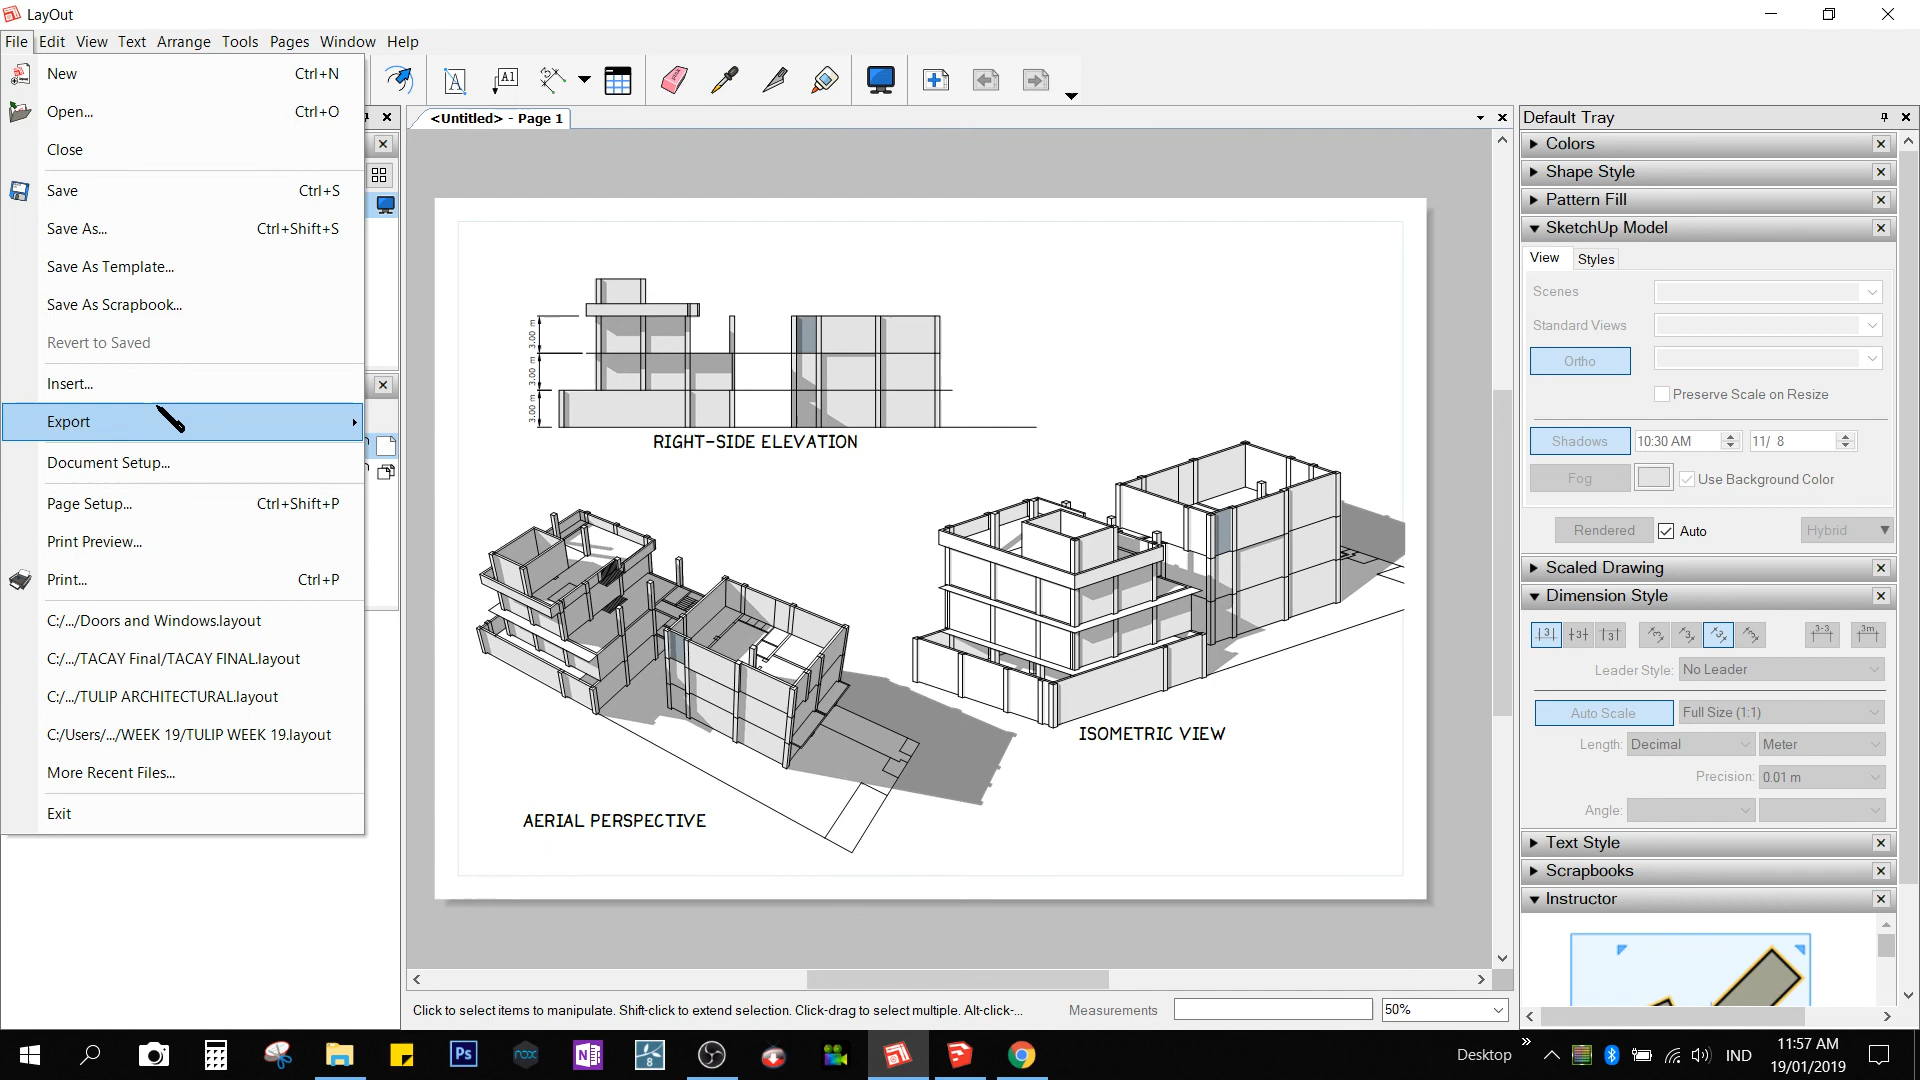 LayOut
File Edit View Text Arrange Tools Pages Window Help
New Ctrl+N
Open... Ctrl+O
Close
Save Ctrl+S
Save As... Ctrl+Shift+S
Save As Template...
Save As Scrapbook...
Revert to Saved
Insert...
Export
Document Setup...
Page Setup... Ctrl+Shift+P
Print Preview...
Print... Ctrl+P
C:/.../Doors and Windows.layout
C:/.../TACAY Final/TACAY FINAL.layout
C:/.../TULIP ARCHITECTURAL.layout
C:/Users/.../WEEK 19/TULIP WEEK 19.layout
More Recent Files...
Exit
<Untitled> - Page 1
3.00 m
3.00 m
3.00 m
RIGHT-SIDE ELEVATION
ISOMETRIC VIEW
AERIAL PERSPECTIVE
Default Tray
Colors
Shape Style
Pattern Fill
SketchUp Model
View Styles
Scenes
Standard Views
Ortho
Preserve Scale on Resize
Shadows 10:30 AM 11/ 8
Fog Use Background Color
Rendered Auto Hybrid
Scaled Drawing
Dimension Style
Leader Style: No Leader
Auto Scale Full Size (1:1)
Length: Decimal Meter
Precision: 0.01 m
Angle:
Text Style
Scrapbooks
Instructor
Click to select items to manipulate. Shift-click to extend selection. Click-drag to select multiple. Alt-click-...
Measurements
50%
Desktop
IND
11:57 AM
19/01/2019